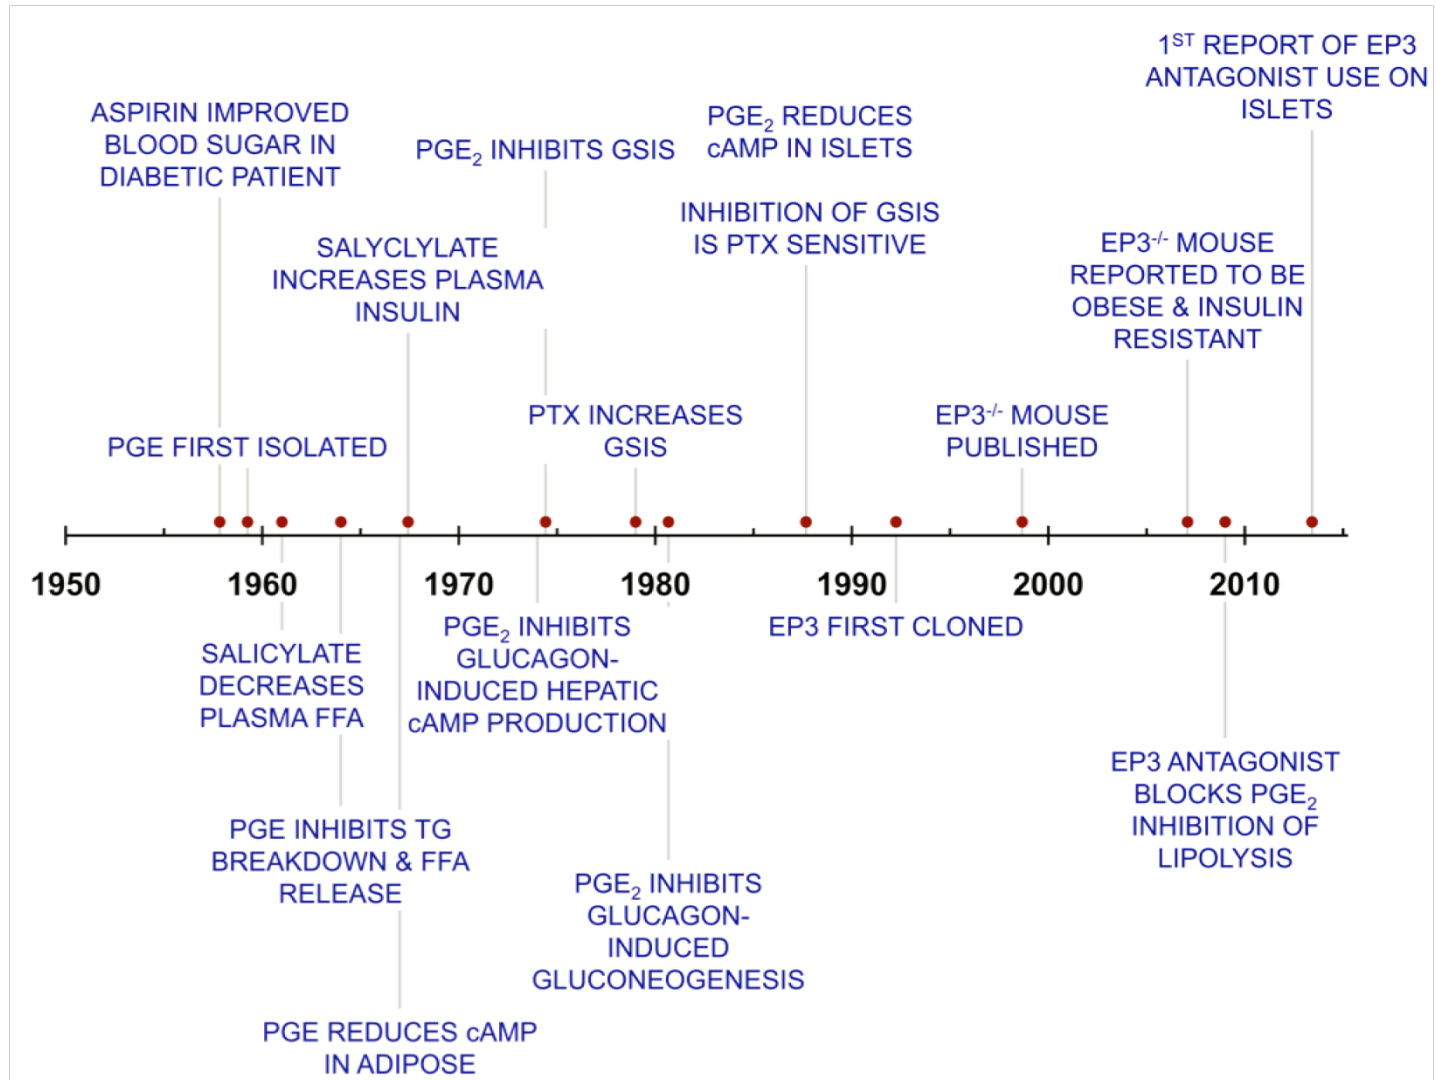 1ST REPORT OF EP3
ANTAGONIST USE ON
ISLETS
ASPIRIN IMPROVED
BLOOD SUGAR IN
DIABETIC PATIENT
PGE2 INHIBITS GSIS
PGE2 REDUCES
cAMP IN ISLETS
INHIBITION OF GSIS
IS PTX SENSITIVE
SALYCLYLATE
INCREASES PLASMA
INSULIN
EP3-/- MOUSE
REPORTED TO BE
OBESE & INSULIN
RESISTANT
PGE FIRST ISOLATED
PTX INCREASES
GSIS
EP3-/- MOUSE
PUBLISHED
1950 1960 1970 1980 1990 2000 2010
SALICYLATE
DECREASES
PLASMA FFA
PGE2 INHIBITS
GLUCAGON-
INDUCED HEPATIC
cAMP PRODUCTION
EP3 FIRST CLONED
EP3 ANTAGONIST
BLOCKS PGE2
INHIBITION OF
LIPOLYSIS
PGE INHIBITS TG
BREAKDOWN & FFA
RELEASE
PGE2 INHIBITS
GLUCAGON-
INDUCED
GLUCONEOGENESIS
PGE REDUCES cAMP
IN ADIPOSE